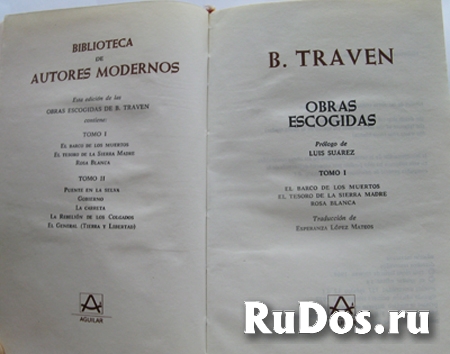 BIBLIOTECA
DE
AUTORES MODERNOS
Esta edición de las
OBRAS ESCOGIDAS DE B. TRAVEN
contiene:
TOMO I
EL BARCO DE LOS MUERTOS
EL TESORO DE LA SIERRA MADRE
ROSA BLANCA
TOMO II
PUENTE EN LA SELVA
GOBIERNO
LA CARRETA
LA REBELIÓN DE LOS COLGADOS
EL GENERAL (TIERRA Y LIBERTAD)
AGUILAR
B. TRAVEN
OBRAS
ESCOGIDAS
Prólogo de
LUIS SUÁREZ
TOMO I
EL BARCO DE LOS MUERTOS
EL TESORO DE LA SIERRA MADRE
ROSA BLANCA
Traducción de
ESPERANZA LÓPEZ MATEOS
RuDos.ru